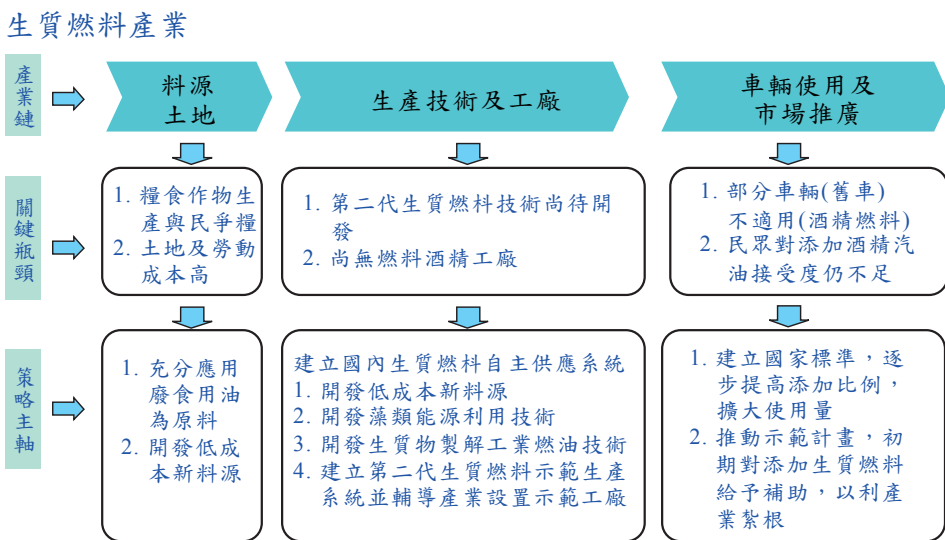 生質燃料產業
產業鏈
料源
土地
生產技術及工廠
車輛使用及
市場推廣
關鍵瓶頸
1. 糧食作物生
產與民爭糧
2. 土地及勞動
成本高
1. 第二代生質燃料技術尚待開
發
2. 尚無燃料酒精工廠
1. 部分車輛(舊車)
不適用(酒精燃料)
2. 民眾對添加酒精汽
油接受度仍不足
策略主軸
1. 充分應用
廢食用油
為原料
2. 開發低成
本新料源
建立國內生質燃料自主供應系統
1. 開發低成本新料源
2. 開發藻類能源利用技術
3. 開發生質物製解工業燃油技術
4. 建立第二代生質燃料示範生產
系統並輔導產業設置示範工廠
1. 建立國家標準，逐
步提高添加比例，
擴大使用量
2. 推動示範計畫，初
期對添加生質燃料
給予補助，以利產
業紮根